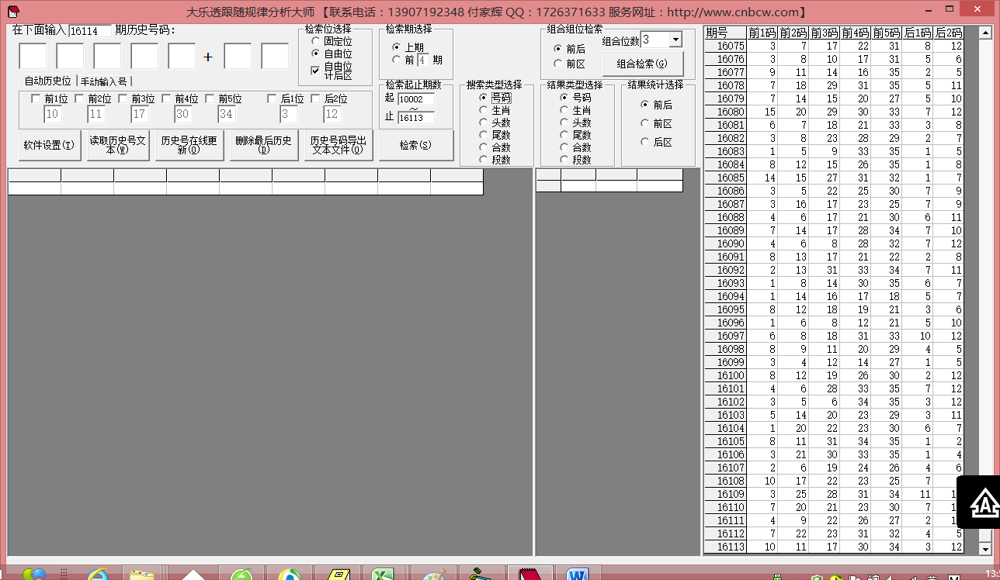 大乐透跟随规律分析大师 【联系电话：13907192348 付家辉 QQ：1726371633 服务网址：http://www.cnbcw.com】
在下面输入 16114 期历史号码：
+
自动历史位 手动输入号
前1位 前2位 前3位 前4位 前5位 后1位 后2位
10 11 17 30 34 3 12
软件设置(I) 读取历史号文本(W) 历史号在线更新(O) 删除最后历史(D) 历史号码导出文本文件(O)
检索位选择
固定位
自由位
自由位计后区
检索期选择
上期
前 4 期
检索起止期数
起 10002
～
止 16113
检索(S)
搜索类型选择
号码
生肖
头数
尾数
合数
段数
组合组位检索
前后
前区
组合位数 3
组合检索(G)
结果类型选择
号码
生肖
头数
尾数
合数
段数
结果统计选择
前后
前区
后区
期号 前1码 前2码 前3码 前4码 前5码 后1码 后2码
16075 3 7 17 22 31 8 12
16076 3 8 10 17 31 5 6
16077 9 11 14 16 35 2 5
16078 7 18 29 31 35 5 11
16079 7 14 15 20 27 5 10
16080 15 20 29 30 33 7 12
16081 6 7 18 21 33 3 8
16082 3 8 23 28 29 2 7
16083 1 5 9 33 35 1 5
16084 8 12 15 26 35 1 8
16085 14 15 27 31 32 1 7
16086 3 5 22 25 30 7 9
16087 3 16 17 23 25 7 9
16088 4 6 17 21 30 6 11
16089 7 14 17 28 34 7 10
16090 4 6 8 28 32 7 12
16091 8 13 17 21 22 2 8
16092 2 13 31 33 34 7 11
16093 1 8 14 30 35 6 7
16094 1 14 16 17 18 5 7
16095 8 12 18 19 21 3 6
16096 1 6 8 12 21 5 10
16097 6 8 18 31 33 10 12
16098 8 9 11 20 29 4 5
16099 3 4 12 14 27 1 5
16100 8 12 19 26 30 2 12
16101 4 6 28 33 35 7 12
16102 3 5 6 34 35 3 12
16103 5 14 20 23 29 3 11
16104 1 20 22 23 30 6 7
16105 8 11 31 34 35 1 2
16106 3 21 30 33 35 1 4
16107 2 6 19 24 26 4 6
16108 10 17 22 23 25 7
16109 3 25 28 31 34 11
16110 7 20 21 23 30 7
16111 4 9 22 26 27 2
16112 7 22 23 31 32 4 5
16113 10 11 17 30 34 3 12